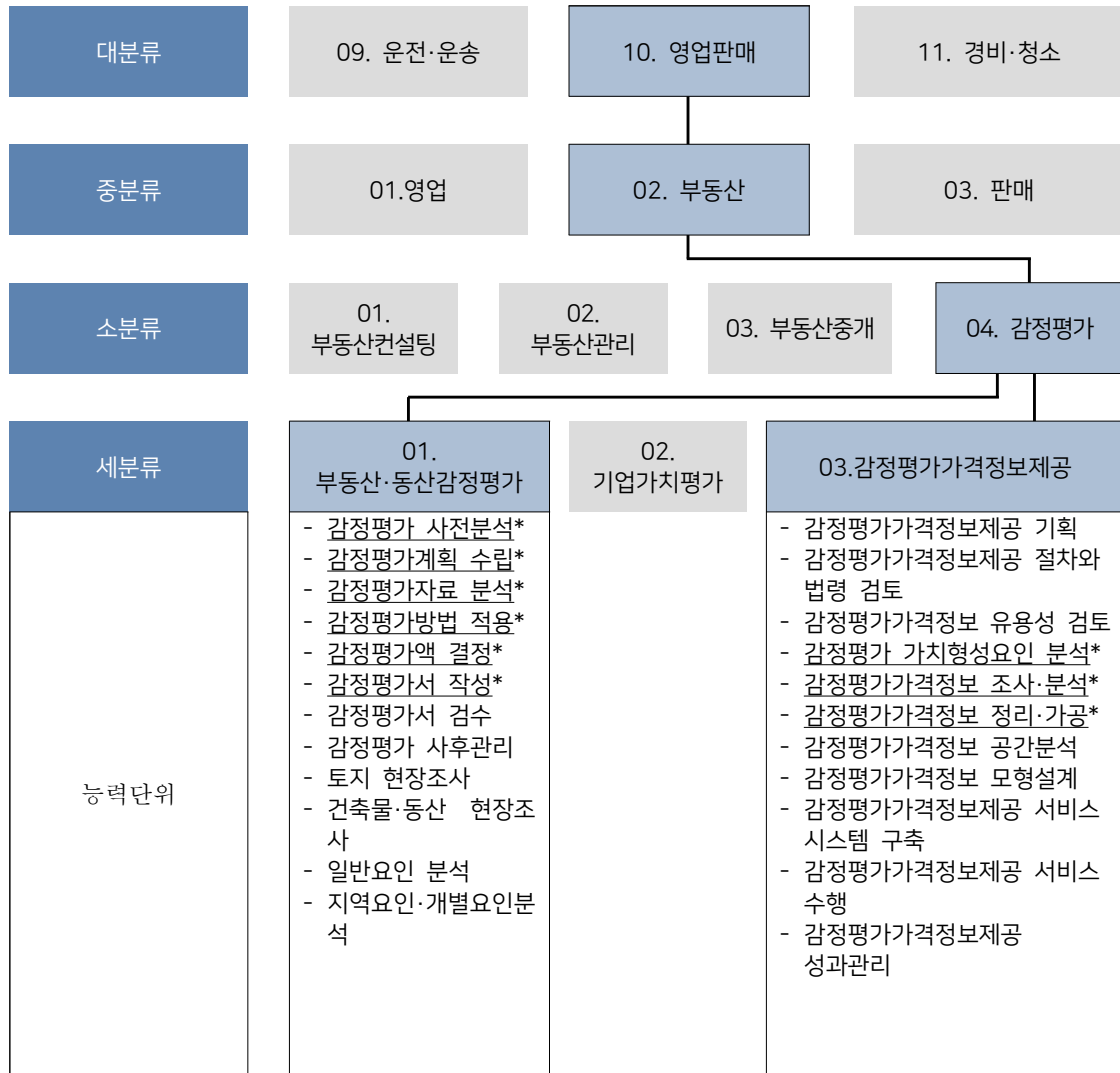 대분류
09. 운전·운송
10. 영업판매
11. 경비·청소
중분류
01.영업
02. 부동산
03. 판매
소분류
01.
부동산컨설팅
02.
부동산관리
03. 부동산중개
04. 감정평가
세분류
01.
부동산·동산감정평가
02.
기업가치평가
03.감정평가가격정보제공
능력단위
- 감정평가 사전분석*
- 감정평가계획 수립*
- 감정평가자료 분석*
- 감정평가방법 적용*
- 감정평가액 결정*
- 감정평가서 작성*
- 감정평가서 검수
- 감정평가 사후관리
- 토지 현장조사
- 건축물·동산 현장조
사
- 일반요인 분석
- 지역요인·개별요인분
석
- 감정평가가격정보제공 기획
- 감정평가가격정보제공 절차와
법령 검토
- 감정평가가격정보 유용성 검토
- 감정평가 가치형성요인 분석*
- 감정평가가격정보 조사·분석*
- 감정평가가격정보 정리·가공*
- 감정평가가격정보 공간분석
- 감정평가가격정보 모형설계
- 감정평가가격정보제공 서비스
시스템 구축
- 감정평가가격정보제공 서비스
수행
- 감정평가가격정보제공
성과관리